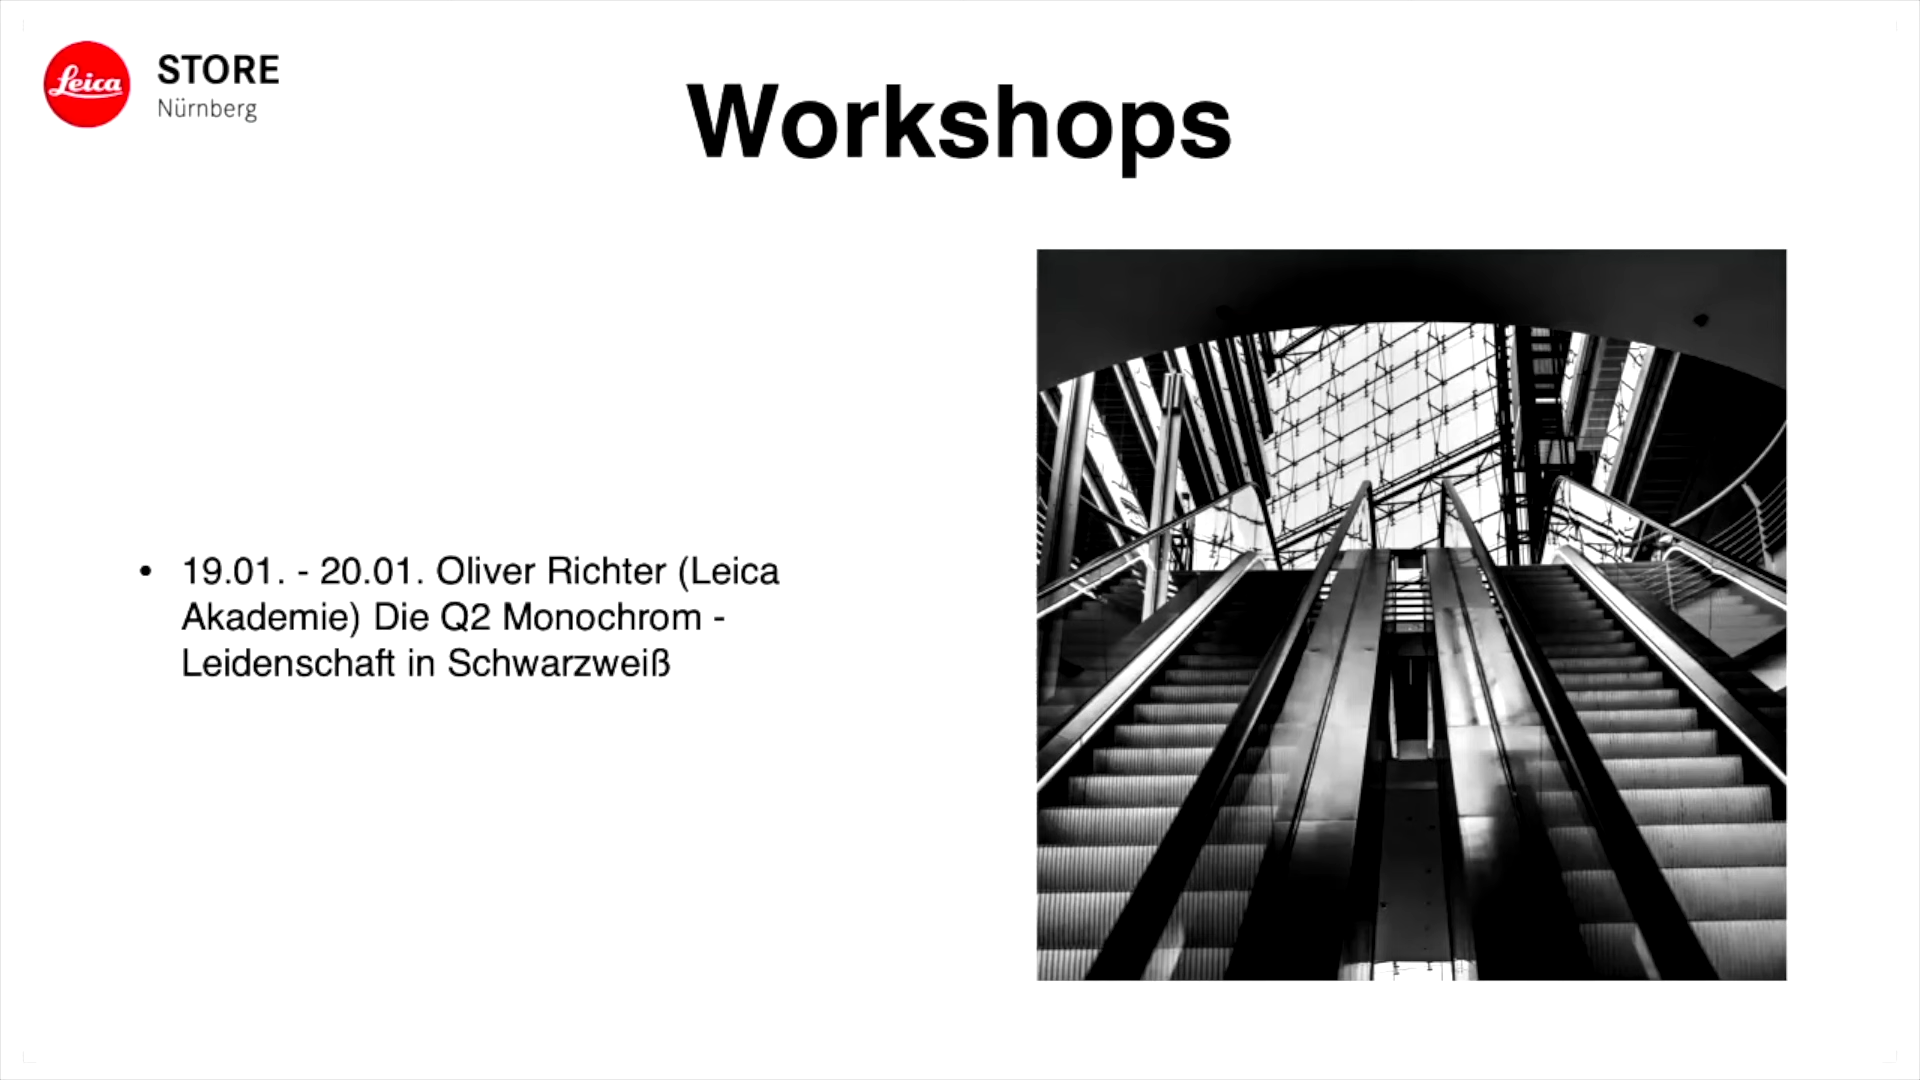 Leica
STORE
Nürnberg
Workshops
• 19.01. - 20.01. Oliver Richter (Leica
Akademie) Die Q2 Monochrom -
Leidenschaft in Schwarzweiß